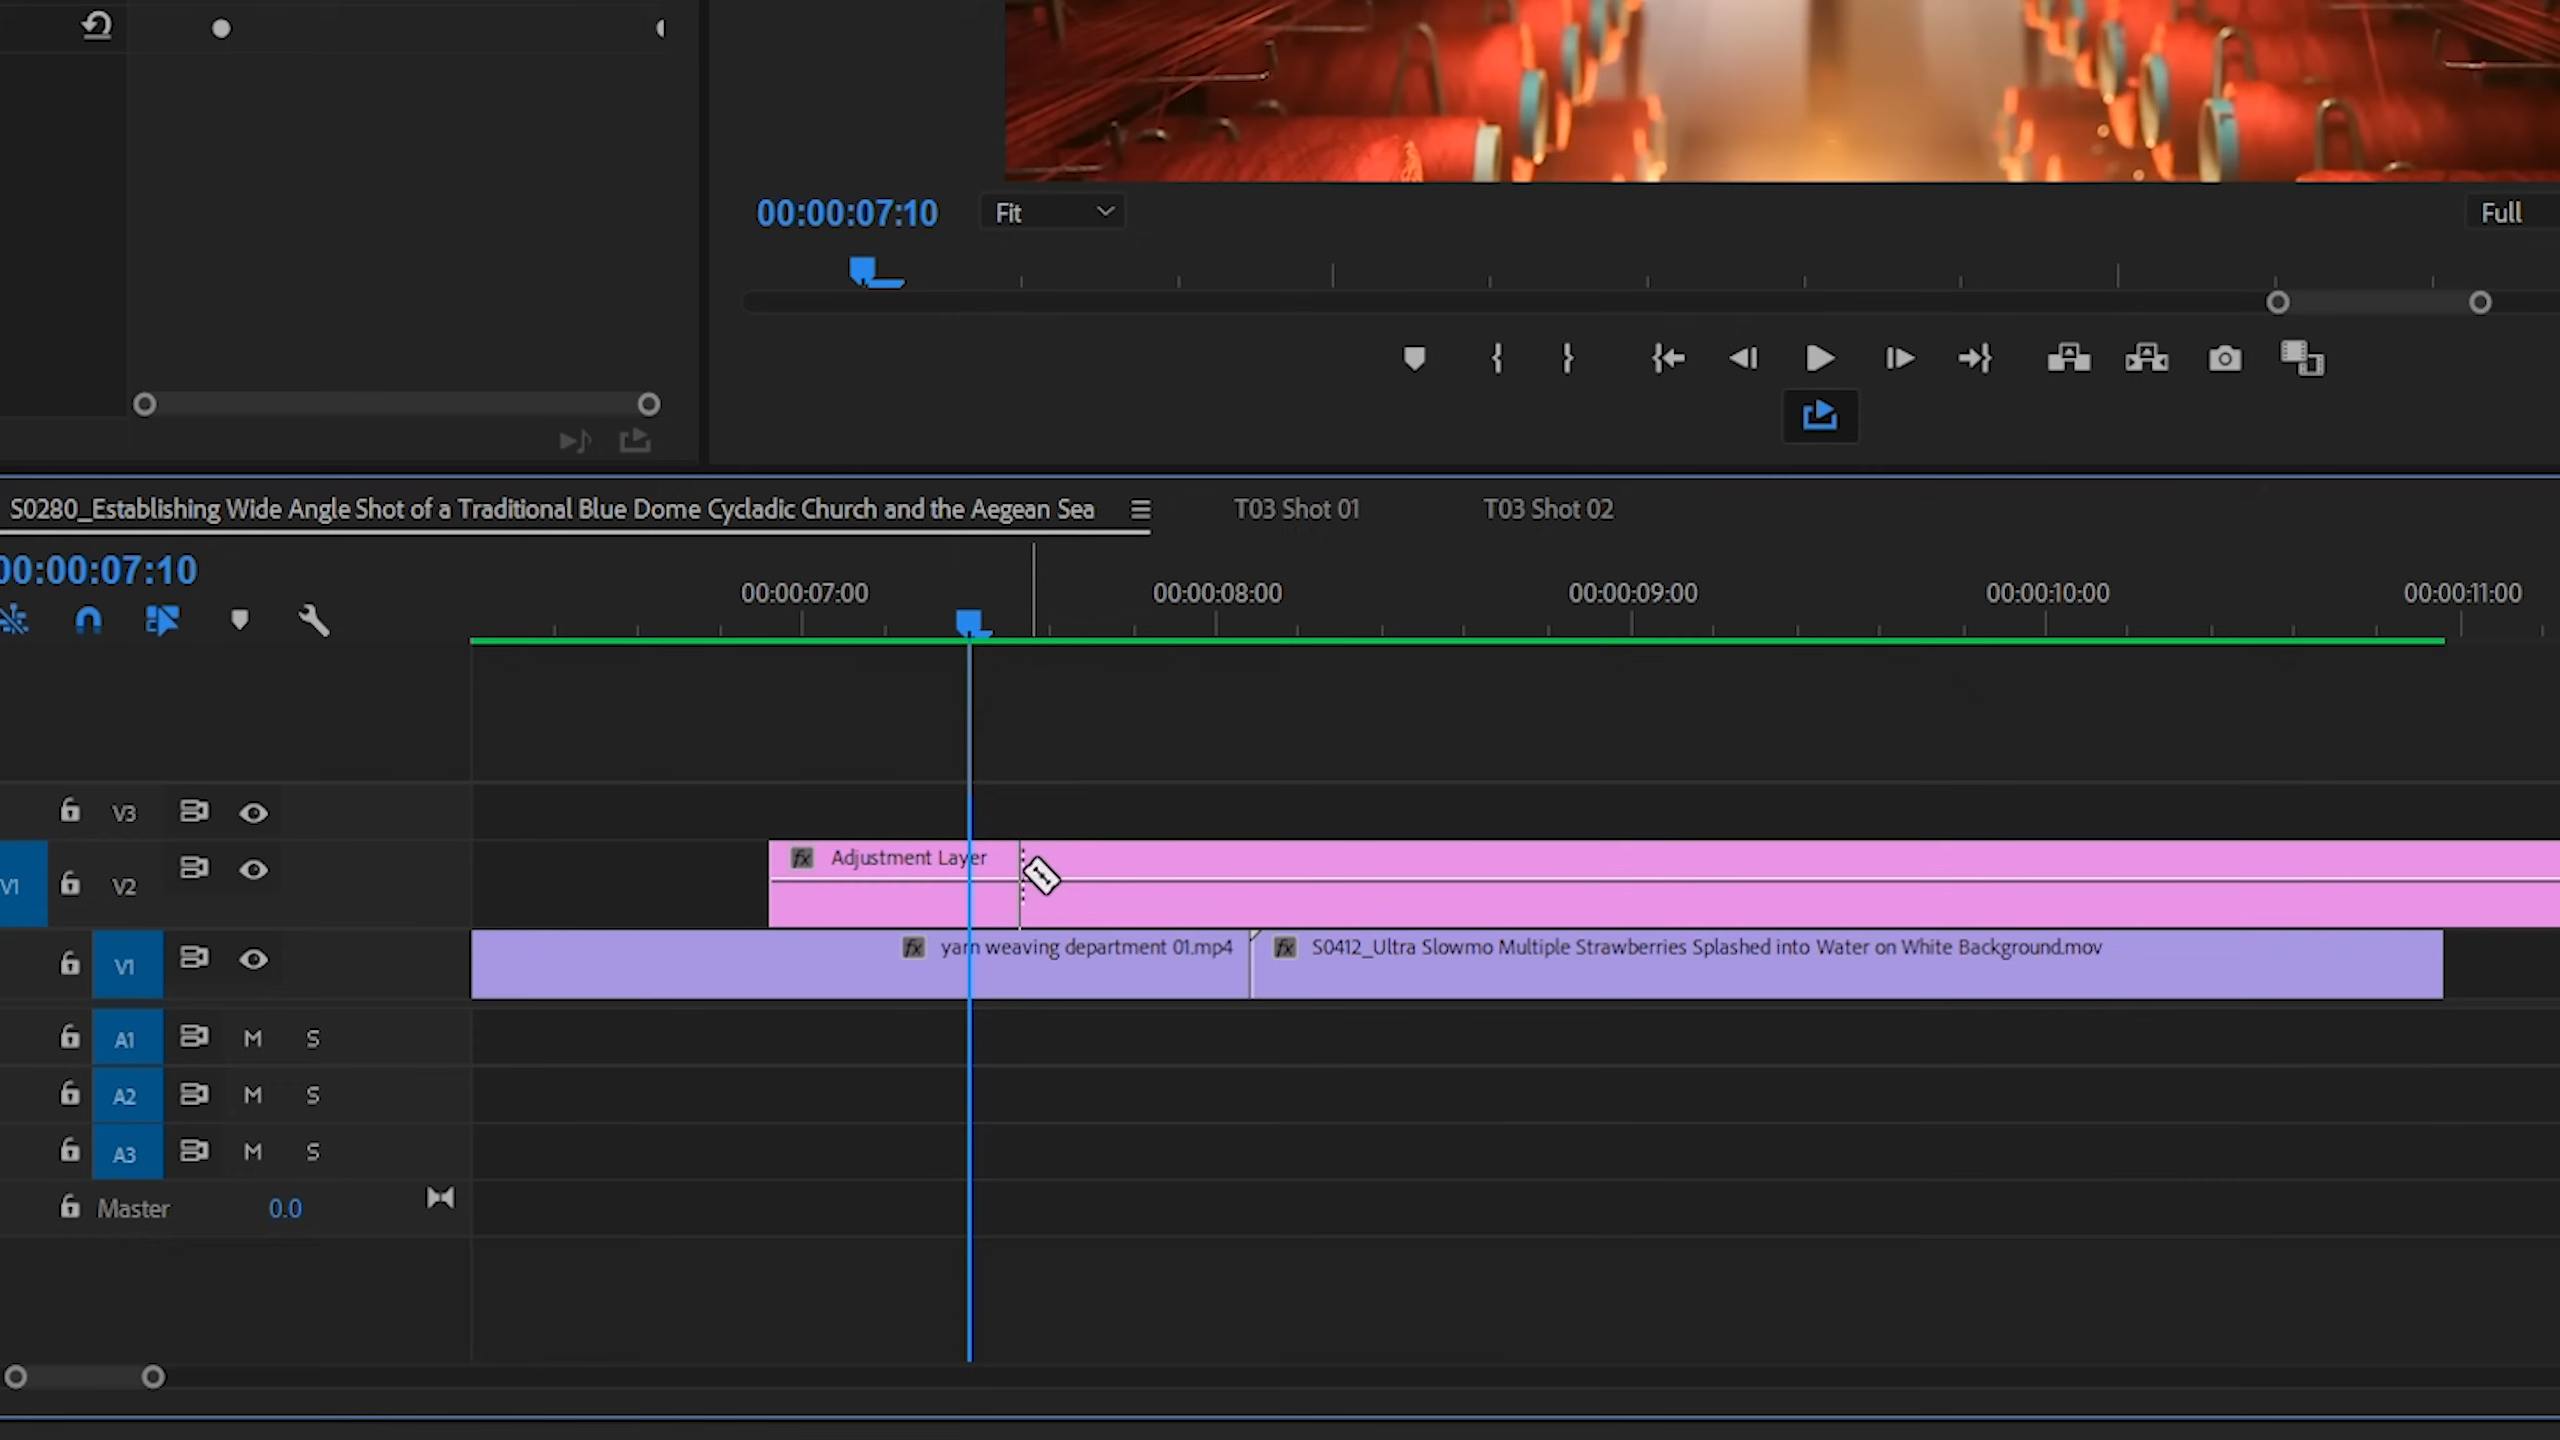 00:00:07:10 Fit Full
S0280_Establishing Wide Angle Shot of a Traditional Blue Dome Cycladic Church and the Aegean Sea T03 Shot 01 T03 Shot 02
00:00:07:10
00:00:07:00 00:00:08:00 00:00:09:00 00:00:10:00 00:00:11:00
V3
fx Adjustment Layer
V1 V2
fx yarn weaving department 01.mp4 fx S0412_Ultra Slowmo Multiple Strawberries Splashed into Water on White Background.mov
V1
A1 M S
A2 M S
A3 M S
Master 0.0